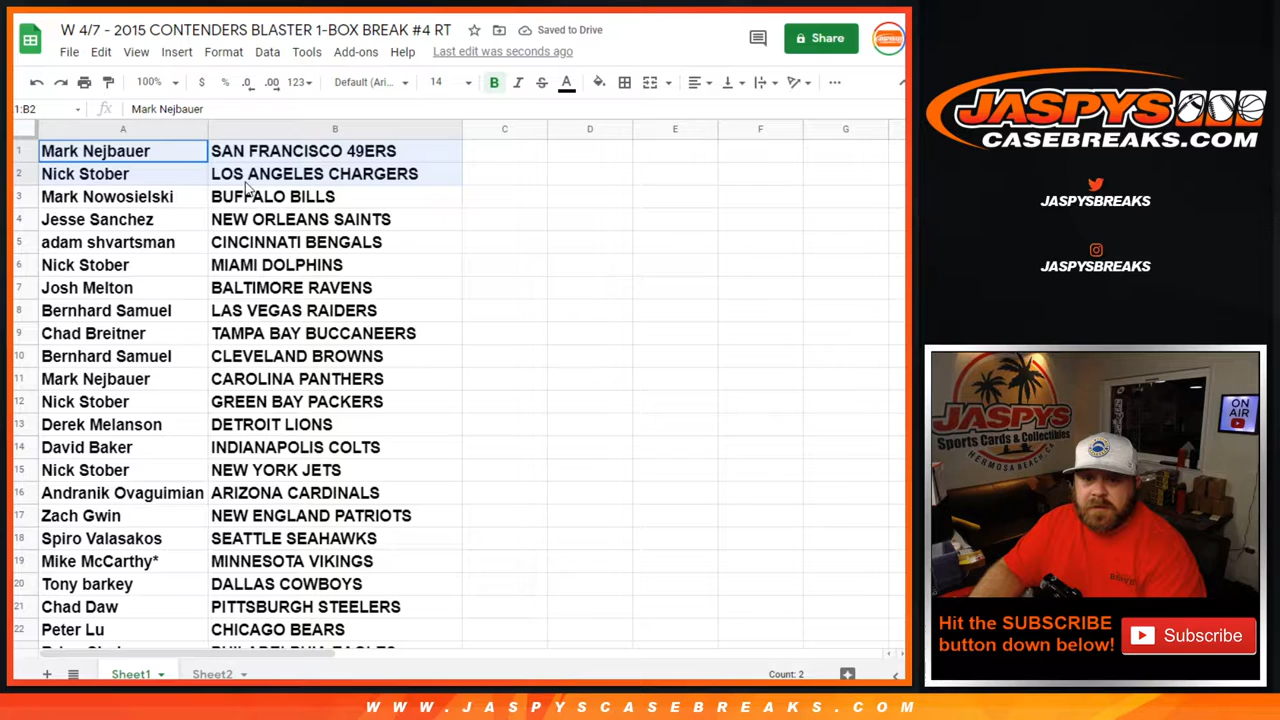 W 4/7 - 2015 CONTENDERS BLASTER 1-BOX BREAK #4 RT
Saved to Drive
Share
File Edit View Insert Format Data Tools Add-ons Help Last edit was seconds ago
100% $ % .0 .00 123 Default (Ari... 14 B I S A
1:B2 fx Mark Nejbauer
A B C D E F G
1 Mark Nejbauer SAN FRANCISCO 49ERS
2 Nick Stober LOS ANGELES CHARGERS
3 Mark Nowosielski BUFFALO BILLS
4 Jesse Sanchez NEW ORLEANS SAINTS
5 adam shvartsman CINCINNATI BENGALS
6 Nick Stober MIAMI DOLPHINS
7 Josh Melton BALTIMORE RAVENS
8 Bernhard Samuel LAS VEGAS RAIDERS
9 Chad Breitner TAMPA BAY BUCCANEERS
10 Bernhard Samuel CLEVELAND BROWNS
11 Mark Nejbauer CAROLINA PANTHERS
12 Nick Stober GREEN BAY PACKERS
13 Derek Melanson DETROIT LIONS
14 David Baker INDIANAPOLIS COLTS
15 Nick Stober NEW YORK JETS
16 Andranik Ovaguimian ARIZONA CARDINALS
17 Zach Gwin NEW ENGLAND PATRIOTS
18 Spiro Valasakos SEATTLE SEAHAWKS
19 Mike McCarthy* MINNESOTA VIKINGS
20 Tony barkey DALLAS COWBOYS
21 Chad Daw PITTSBURGH STEELERS
22 Peter Lu CHICAGO BEARS
PHILADELPHIA EAGLES
Sheet1 Sheet2 Count: 2
JASPYS
CASEBREAKS.COM
JASPYSBREAKS
JASPYSBREAKS
JASPYS
Sports Cards & Collectibles
HERMOSA BEACH, CA
ON
AIR
Hit the SUBSCRIBE
button down below!
Subscribe
WWW.JASPYSCASEBREAKS.COM